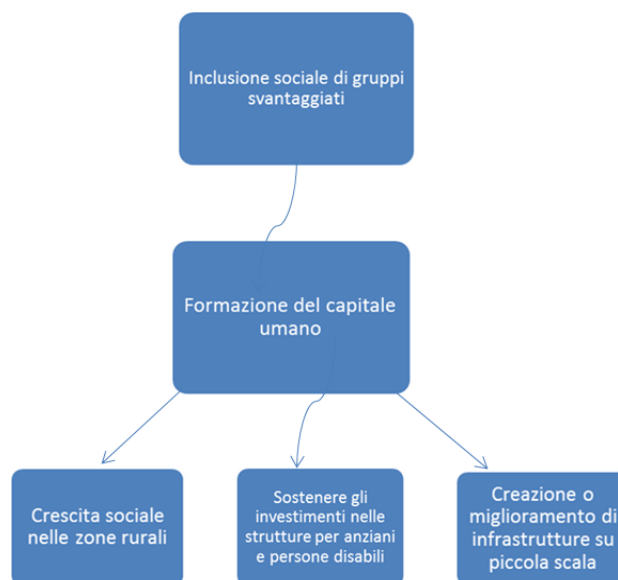 Inclusione sociale di gruppi
svantaggiati
Formazione del capitale
umano
Crescita sociale
nelle zone rurali
Sostenere gli
investimenti nelle
strutture per anziani
e persone disabili
Creazione o
miglioramento di
infrastrutture su
piccola scala